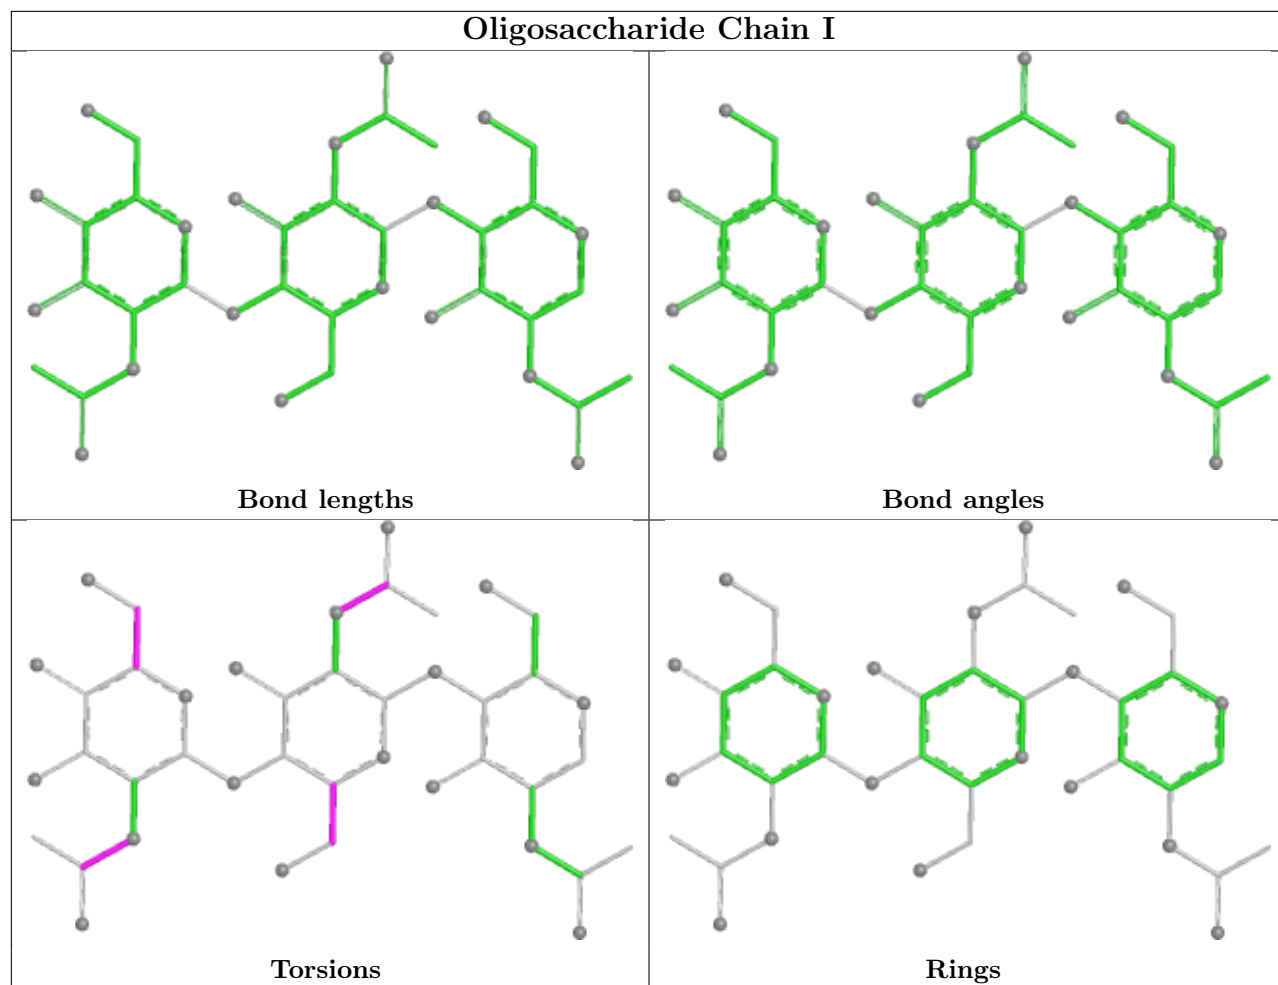 Oligosaccharide Chain I
Bond lengths
Bond angles
Torsions
Rings